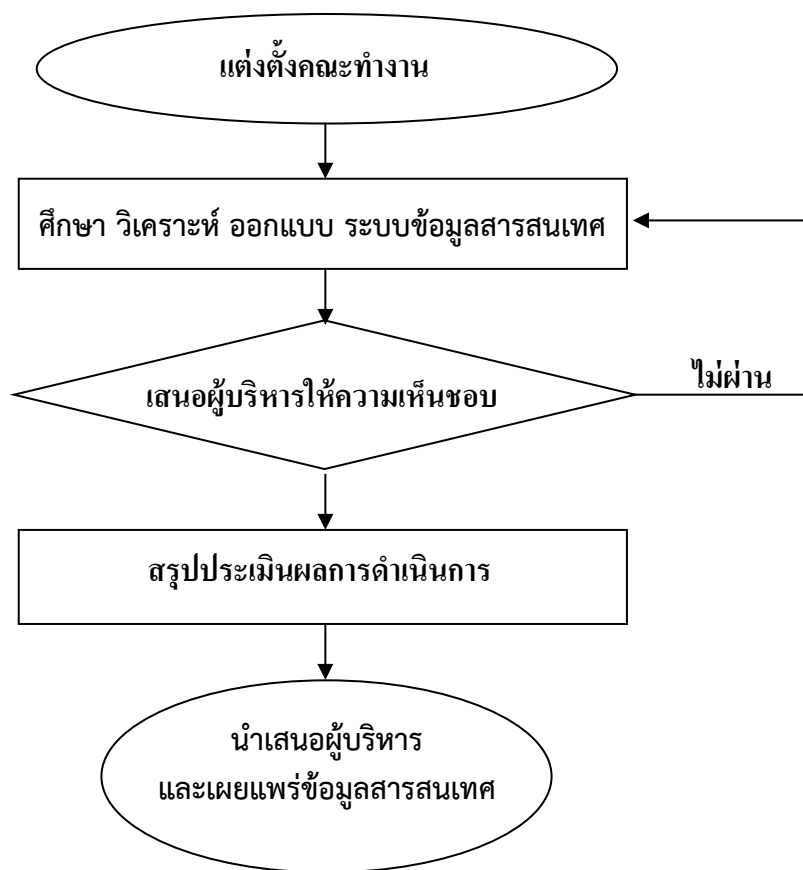 แต่งตั้งคณะทำงาน
ศึกษา วิเคราะห์ ออกแบบ ระบบข้อมูลสารสนเทศ
เสนอผู้บริหารให้ความเห็นชอบ
ไม่ผ่าน
สรุปประเมินผลการดำเนินการ
นำเสนอผู้บริหาร
และเผยแพร่ข้อมูลสารสนเทศ